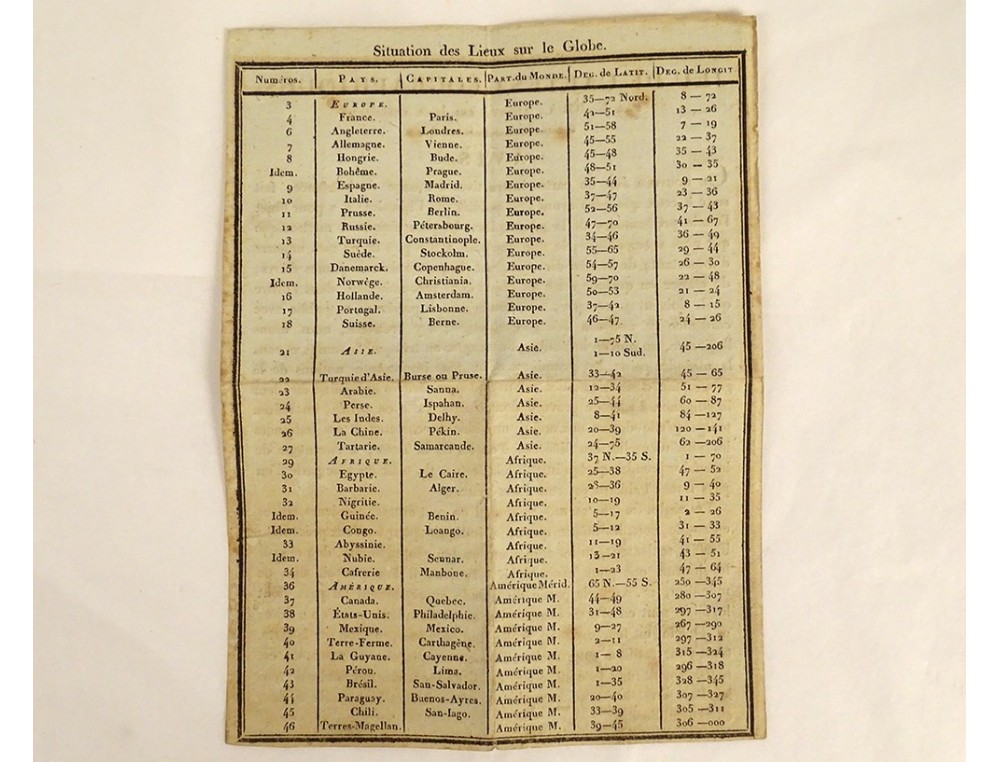 Situation des Lieux sur le Globe.
Numéros. PAYS. CAPITALES. PART. du MONDE. DEG. de LATIT. DEG. de LONGIT
3 EUROPE. Europe. 35—72 Nord. 8 — 72
4 France. Paris. Europe. 42—51 13 — 26
6 Angleterre. Londres. Europe. 51—58 7 — 19
7 Allemagne. Vienne. Europe. 45—55 22 — 37
8 Hongrie. Bude. Europe. 45—48 35 — 43
Idem. Bohême. Prague. Europe. 48—51 30 — 35
9 Espagne. Madrid. Europe. 35—44 9 — 21
10 Italie. Rome. Europe. 37—47 23 — 36
11 Prusse. Berlin. Europe. 52—56 37 — 43
12 Russie. Pétersbourg. Europe. 47—70 41 — 67
13 Turquie. Constantinople. Europe. 34—46 36 — 49
14 Suède. Stockolm. Europe. 55—65 29 — 44
15 Danemarck. Copenhague. Europe. 54—57 26 — 30
Idem. Norwège. Christiania. Europe. 59—70 22 — 48
16 Hollande. Amsterdam. Europe. 50—53 21 — 24
17 Portugal. Lisbonne. Europe. 37—42 8 — 15
18 Suisse. Berne. Europe. 46—47 24 — 26
21 ASIE. Asie. 1—75 N. 45 —206
1—10 Sud.
22 Turquie d'Asie. Burse ou Pruse. Asie. 33—42 45 — 65
23 Arabie. Sanna. Asie. 12—34 51 — 77
24 Perse. Ispahan. Asie. 25—44 60 — 87
25 Les Indes. Delhy. Asie. 8—41 84 —127
26 La Chine. Pékin. Asie. 20—39 120 —141
27 Tartarie. Samarcande. Asie. 24—75 62 —206
29 AFRIQUE. Afrique. 37 N.—35 S. 1 — 70
30 Egypte. Le Caire. Afrique. 25—38 47 — 52
31 Barbarie. Alger. Afrique. 28—36 9 — 40
32 Nigritie. Afrique. 10—19 11 — 35
Idem. Guinée. Benin. Afrique. 5—17 2 — 26
Idem. Congo. Loango. Afrique. 5—12 31 — 33
33 Abyssinie. Afrique. 11—19 41 — 55
Idem. Nubie. Sennar. Afrique. 13—21 43 — 51
34 Cafrerie Manbone. Afrique. 1—23 47 — 64
36 AMÉRIQUE. Amérique Mérid. 65 N.—55 S. 250 —345
37 Canada. Quebec. Amérique M. 44—49 280 —307
38 États-Unis. Philadelphie. Amérique M. 31—48 297 —317
39 Mexique. Mexico. Amérique M. 9—27 267 —290
40 Terre-Ferme. Carthagène. Amérique M. 2—11 297 —312
41 La Guyane. Cayenne. Amérique M. 1— 8 315 —324
42 Pérou. Lima. Amérique M. 1—20 296 —318
43 Brésil. San-Salvador. Amérique M. 1—35 328 —345
44 Paraguay. Buenos-Ayres. Amérique M. 20—40 307 —327
45 Chili. San-Iago. Amérique M. 33—39 305 —311
46 Terres-Magellan. Amérique M. 39—45 306 —000